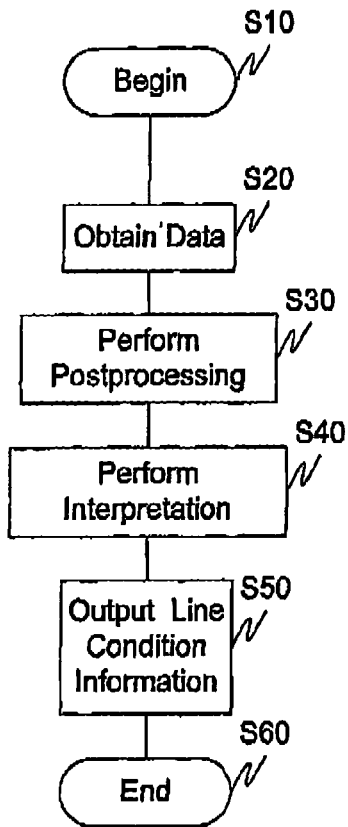 S10
Begin
S20
Obtain Data
S30
Perform
Postprocessing
S40
Perform
Interpretation
S50
Output Line
Condition
Information
S60
End